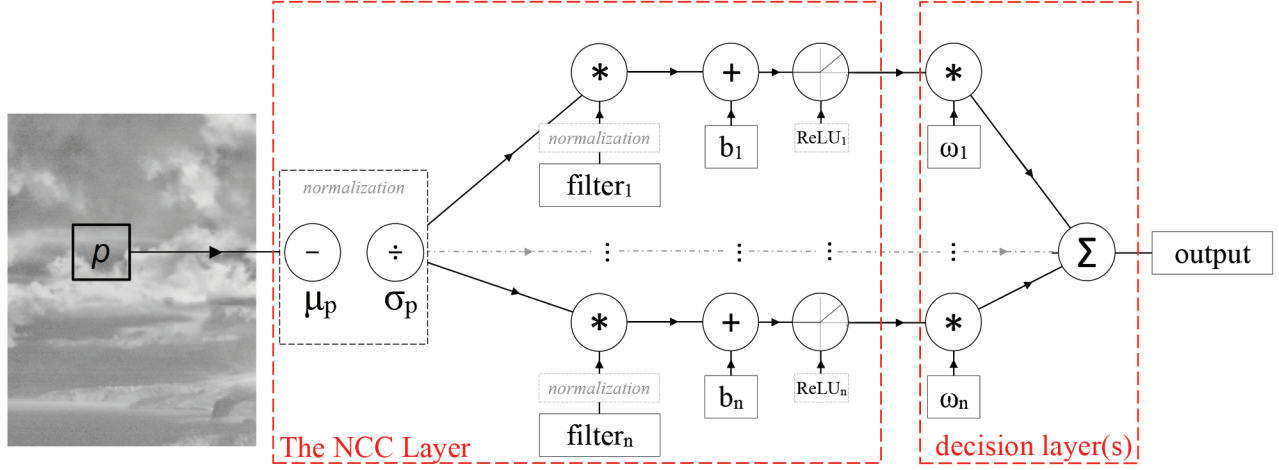 * + *
normalization
b₁ ReLU₁ ω₁
filter₁
normalization
p − ÷ ⋮ ⋮ ⋮ ⋮ Σ output
μₚ σₚ
* + *
normalization
bₙ ReLUₙ ωₙ
filterₙ
The NCC Layer decision layer(s)